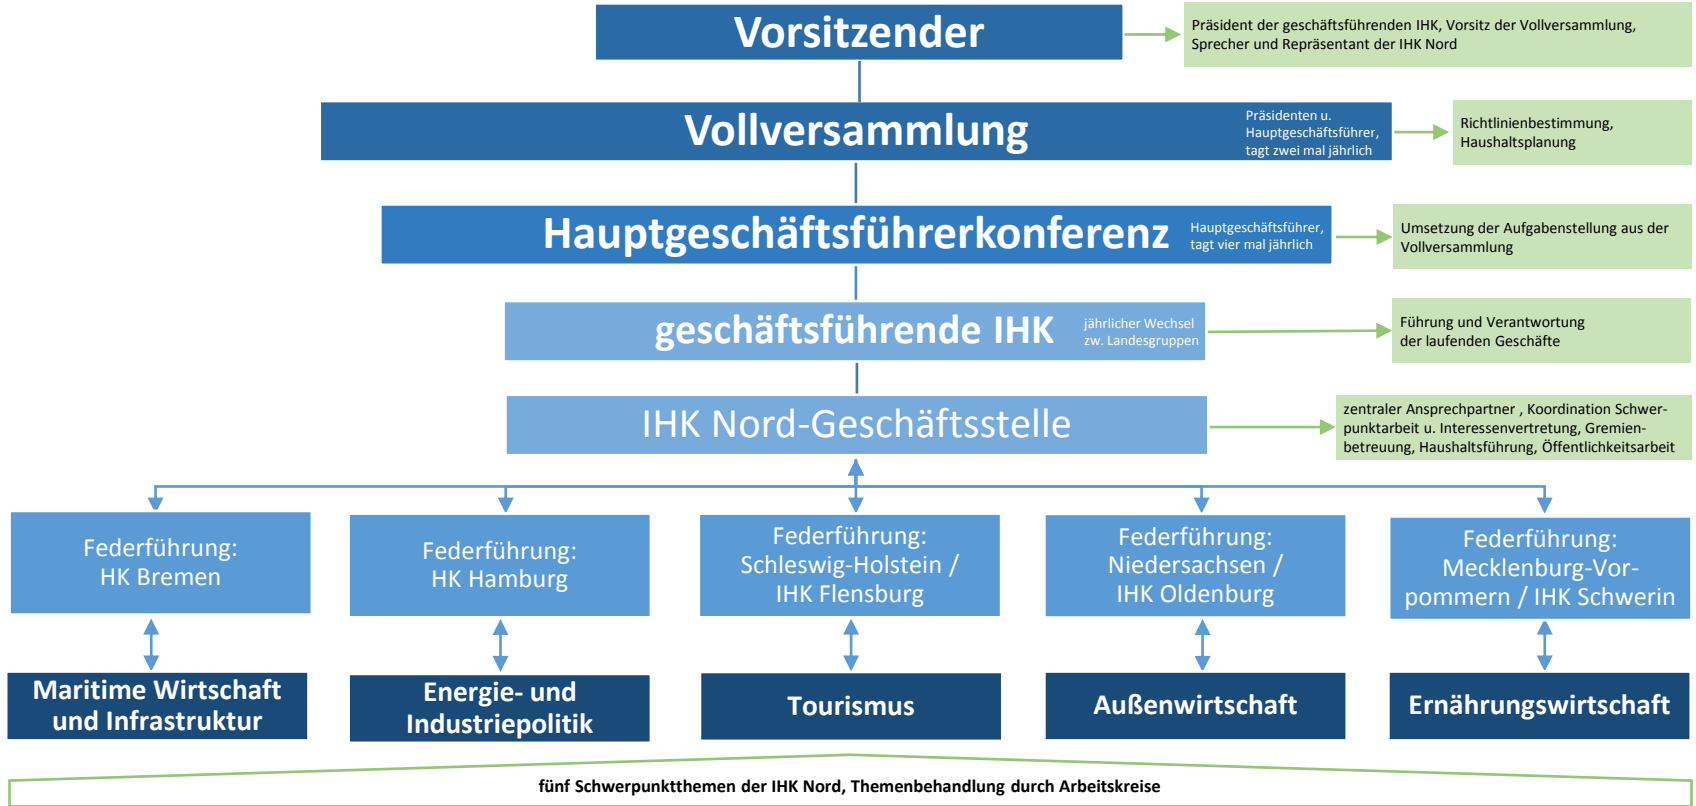 Vorsitzender
Präsident der geschäftsführenden IHK, Vorsitz der Vollversammlung,
Sprecher und Repräsentant der IHK Nord
Vollversammlung
Präsidenten u.
Hauptgeschäftsführer,
tagt zwei mal jährlich
Richtlinienbestimmung,
Haushaltsplanung
Hauptgeschäftsführerkonferenz
Hauptgeschäftsführer,
tagt vier mal jährlich
Umsetzung der Aufgabenstellung aus der
Vollversammlung
geschäftsführende IHK
jährlicher Wechsel
zw. Landesgruppen
Führung und Verantwortung
der laufenden Geschäfte
IHK Nord-Geschäftsstelle
zentraler Ansprechpartner , Koordination Schwer-
punktarbeit u. Interessenvertretung, Gremien-
betreuung, Haushaltsführung, Öffentlichkeitsarbeit
Federführung:
HK Bremen
Federführung:
HK Hamburg
Federführung:
Schleswig-Holstein /
IHK Flensburg
Federführung:
Niedersachsen /
IHK Oldenburg
Federführung:
Mecklenburg-Vor-
pommern / IHK Schwerin
Maritime Wirtschaft
und Infrastruktur
Energie- und
Industriepolitik
Tourismus
Außenwirtschaft
Ernährungswirtschaft
fünf Schwerpunktthemen der IHK Nord, Themenbehandlung durch Arbeitskreise